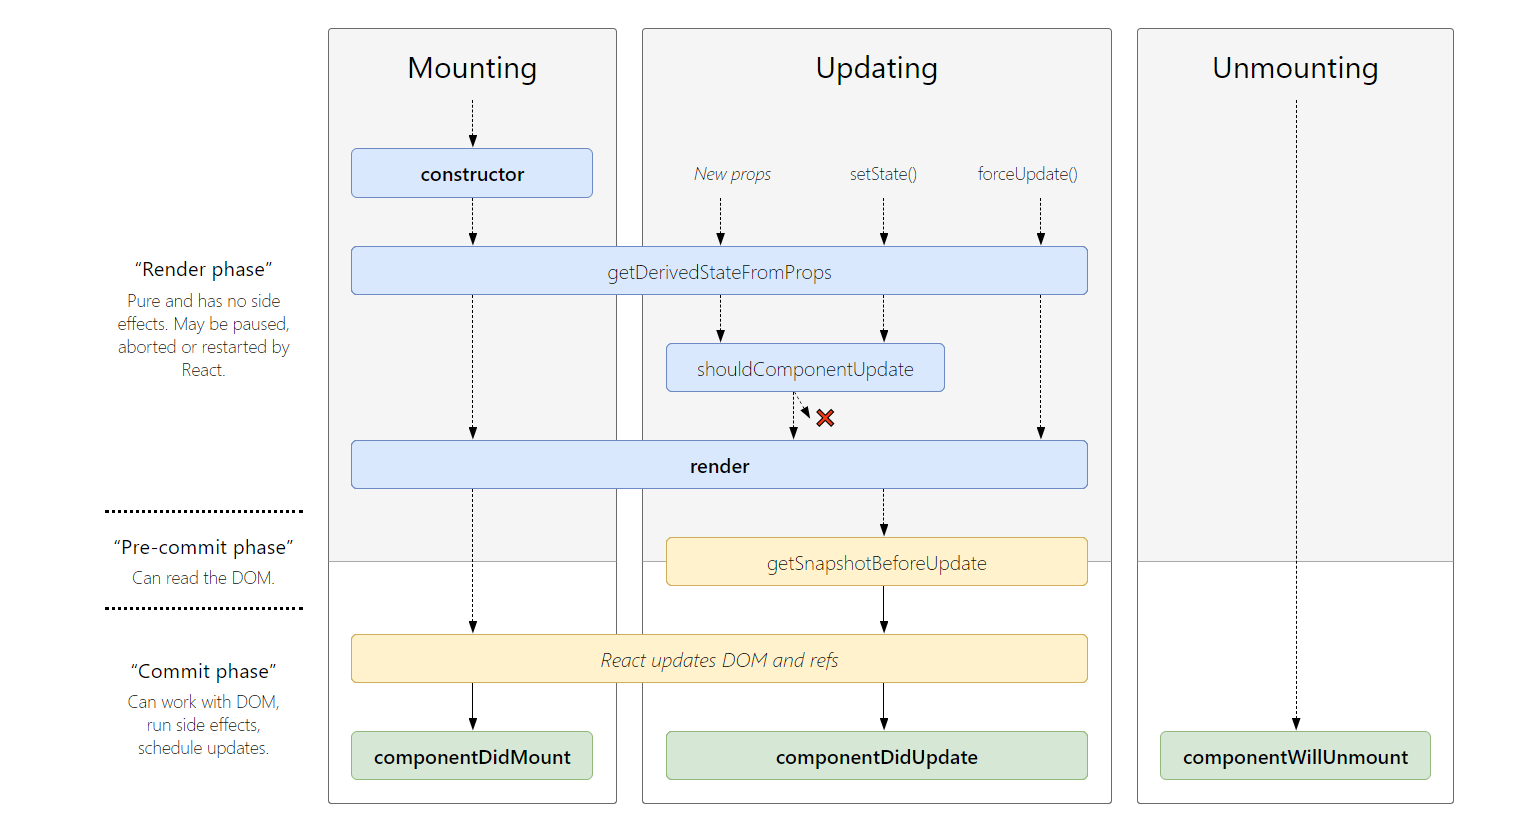 Mounting
Updating
Unmounting
constructor
New props
setState()
forceUpdate()
“Render phase”
Pure and has no side
effects. May be paused,
aborted or restarted by
React.
getDerivedStateFromProps
shouldComponentUpdate
render
“Pre-commit phase”
Can read the DOM.
getSnapshotBeforeUpdate
“Commit phase”
Can work with DOM,
run side effects,
schedule updates.
React updates DOM and refs
componentDidMount
componentDidUpdate
componentWillUnmount